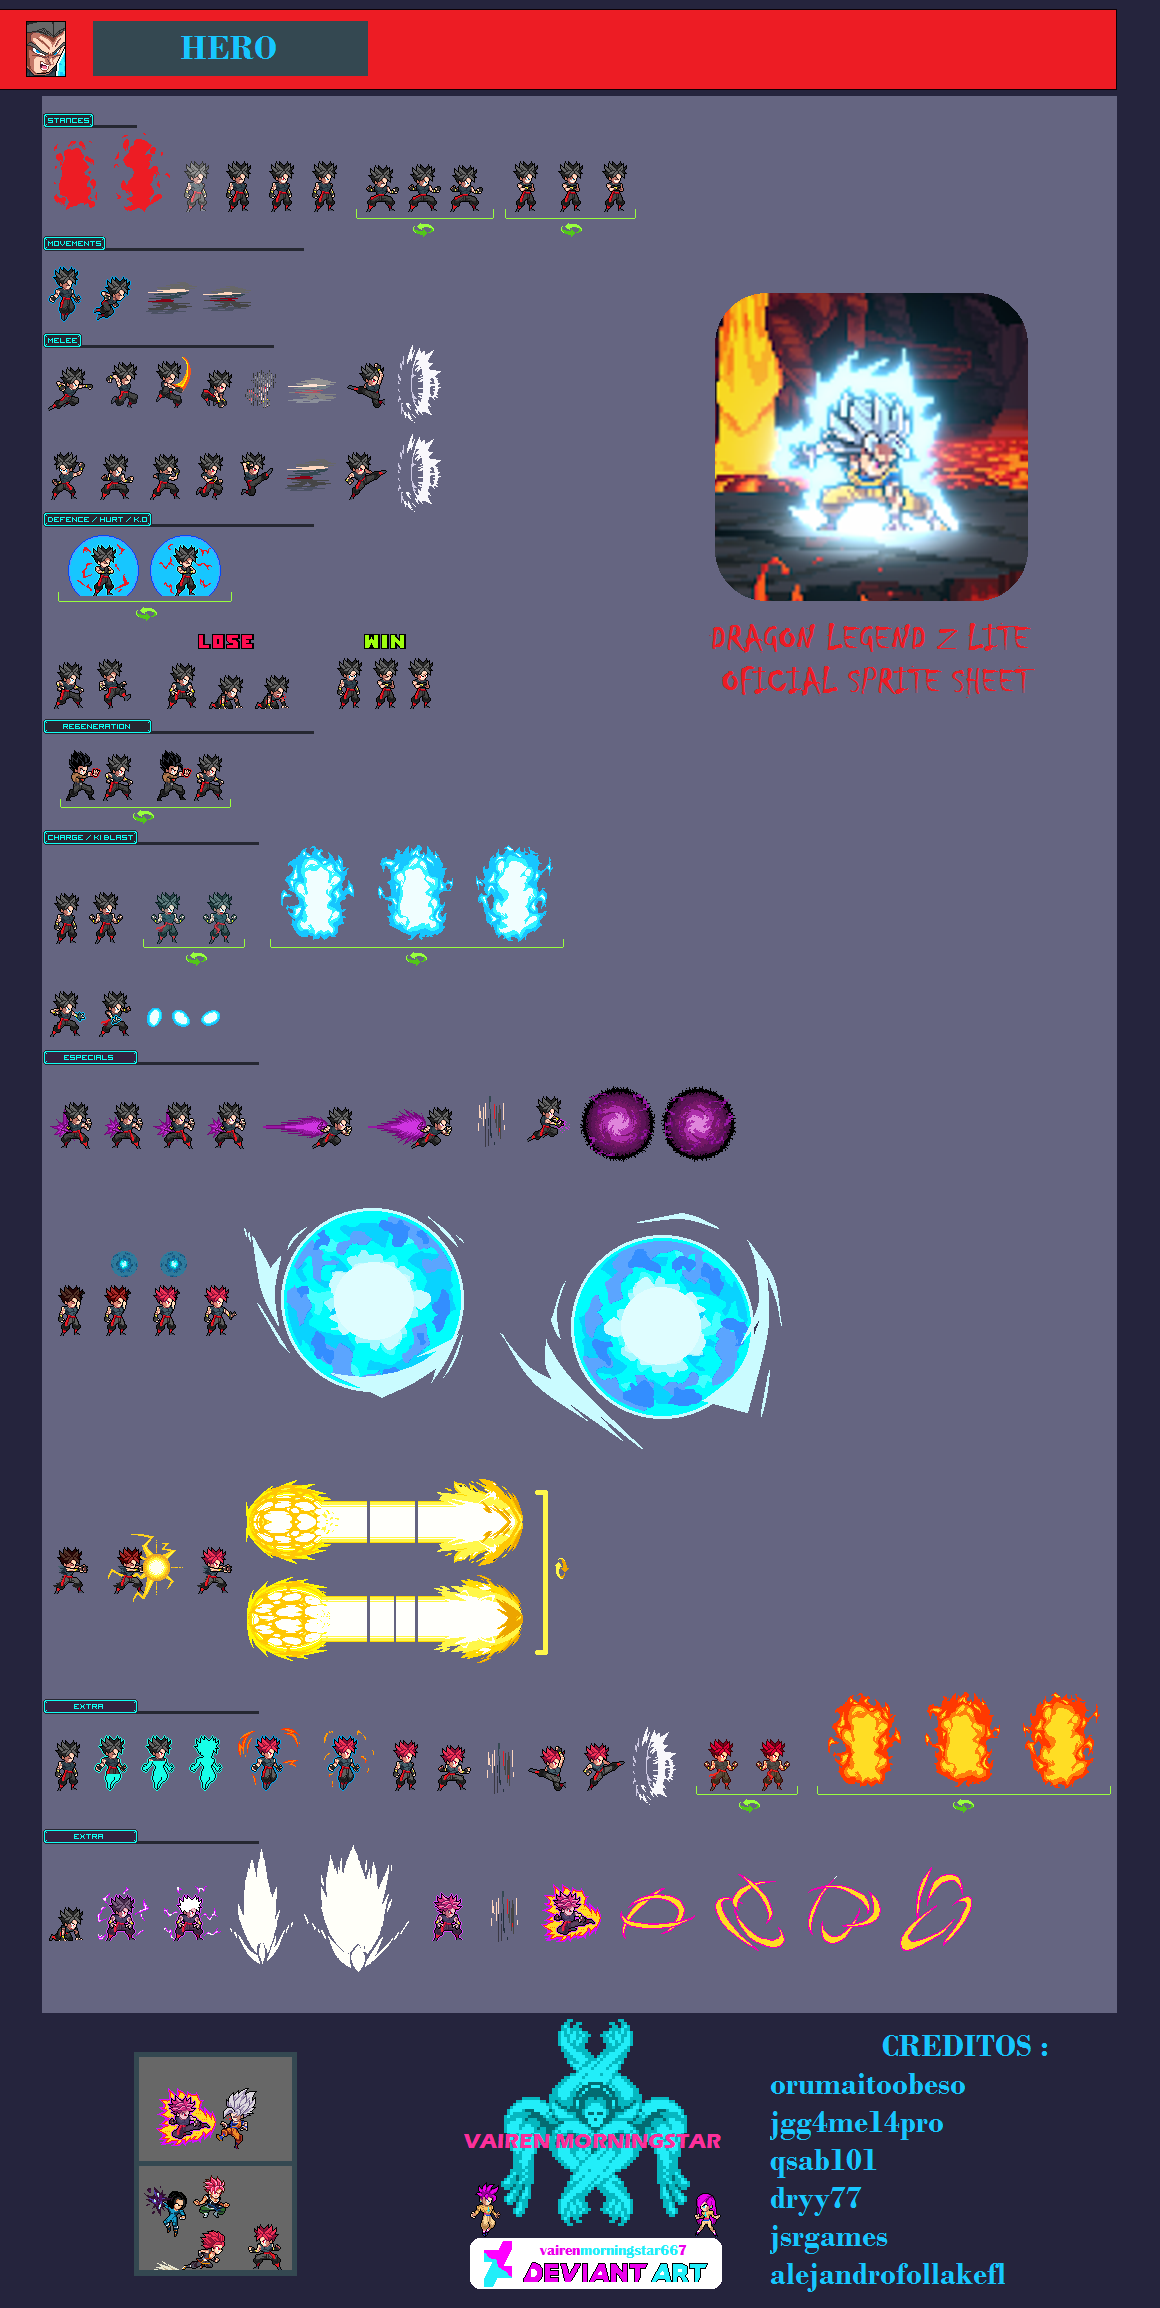 HERO
STANCES
MOVEMENTS
MELEE
DEFENCE / HURT / K.O
LOSE
WIN
DRAGON LEGEND Z LITE
OFICIAL SPRITE SHEET
REGENERATION
CHARGE / KI BLAST
ESPECIALS
EXTRA
EXTRA
VAIREN MORNINGSTAR
vairenmorningstar667
DEVIANT ART
CREDITOS :
orumaitoobeso
jgg4me14pro
qsab101
dryy77
jsrgames
alejandrofollakefl